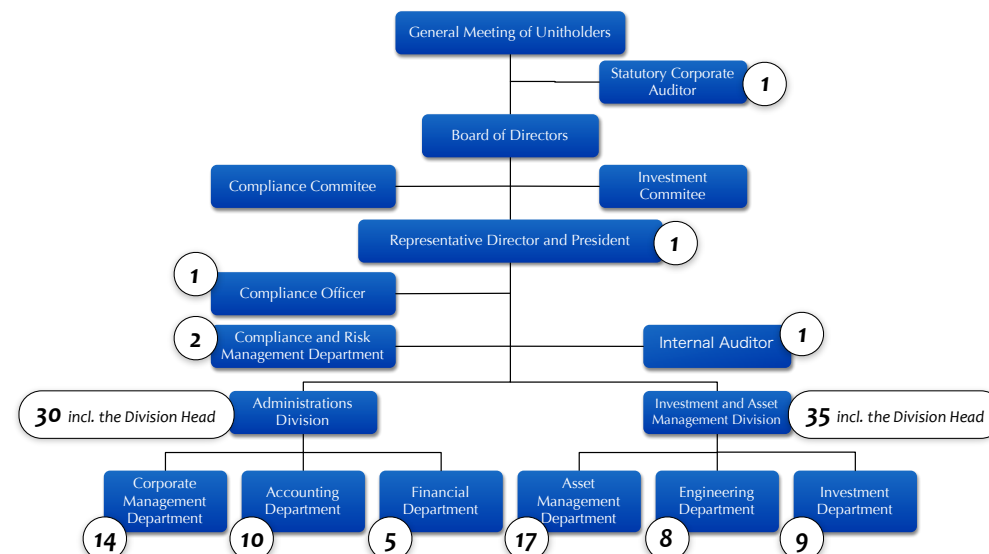 General Meeting of Unitholders
Statutory Corporate
Auditor
1
Board of Directors
Compliance Commitee
Investment
Commitee
Representative Director and President
1
1
Compliance Officer
2
Compliance and Risk
Management Department
Internal Auditor
1
30 incl. the Division Head
Administrations
Division
Investment and Asset
Management Division
35 incl. the Division Head
Corporate
Management
Department
14
Accounting
Department
10
Financial
Department
5
Asset
Management
Department
17
Engineering
Department
8
Investment
Department
9